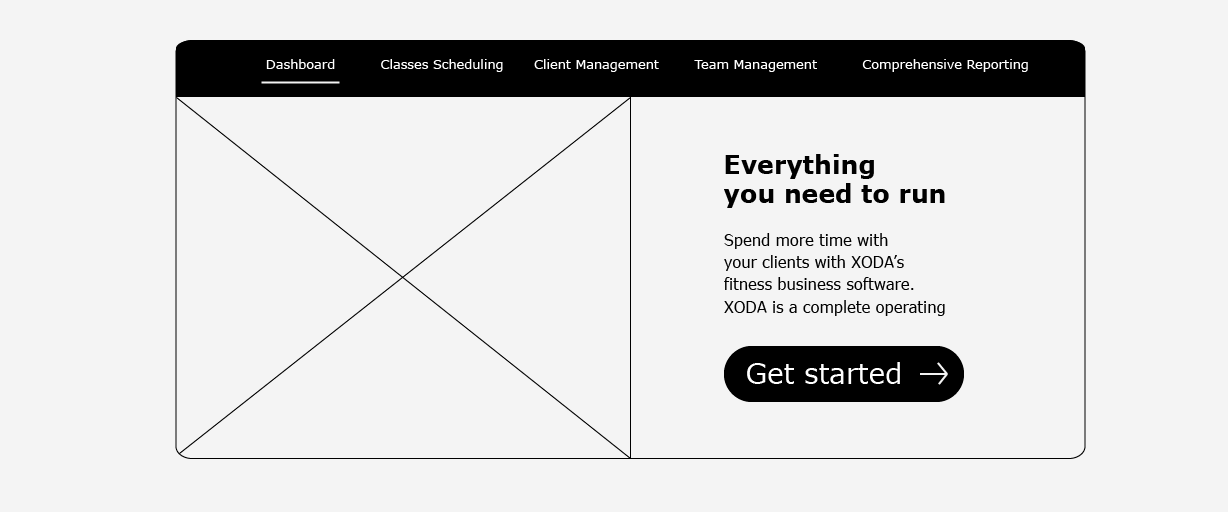 Dashboard Classes Scheduling Client Management Team Management Comprehensive Reporting
Everything
you need to run
Spend more time with
your clients with XODA’s
fitness business software.
XODA is a complete operating
Get started